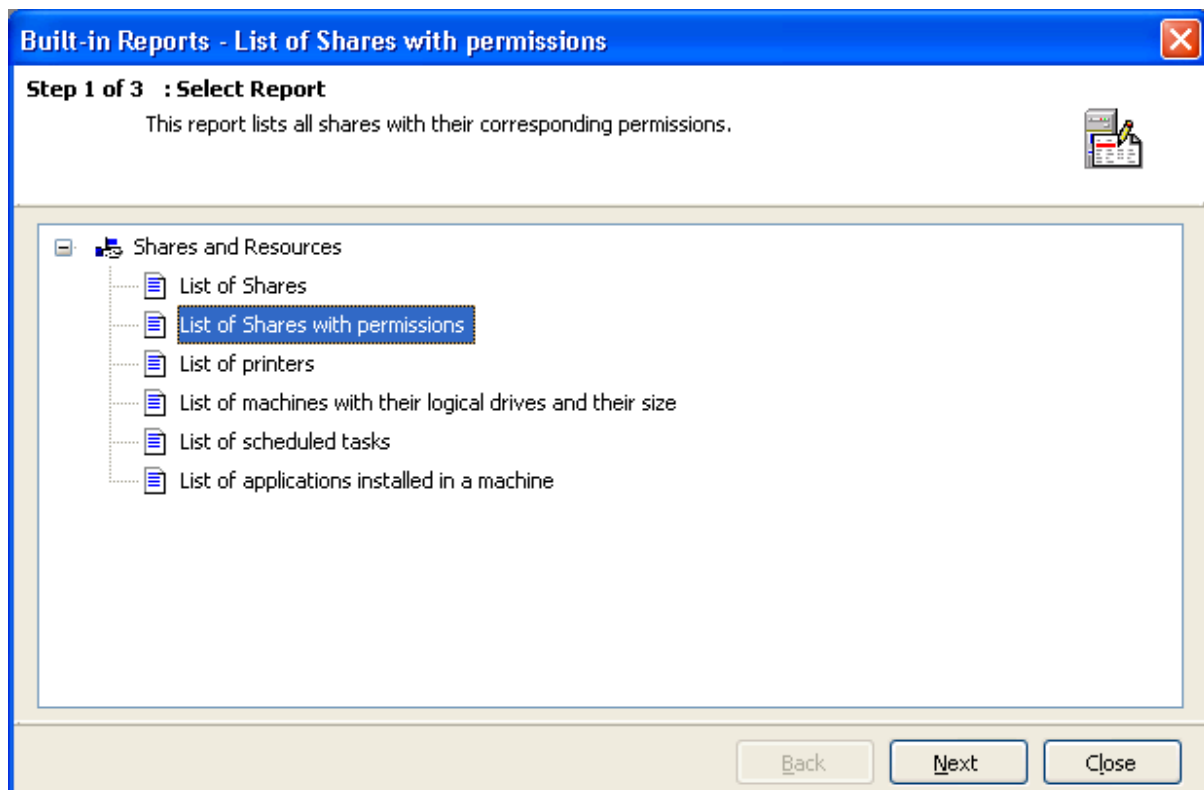 Built-in Reports - List of Shares with permissions
Step 1 of 3 : Select Report
This report lists all shares with their corresponding permissions.
Shares and Resources
List of Shares
List of Shares with permissions
List of printers
List of machines with their logical drives and their size
List of scheduled tasks
List of applications installed in a machine
Back Next Close